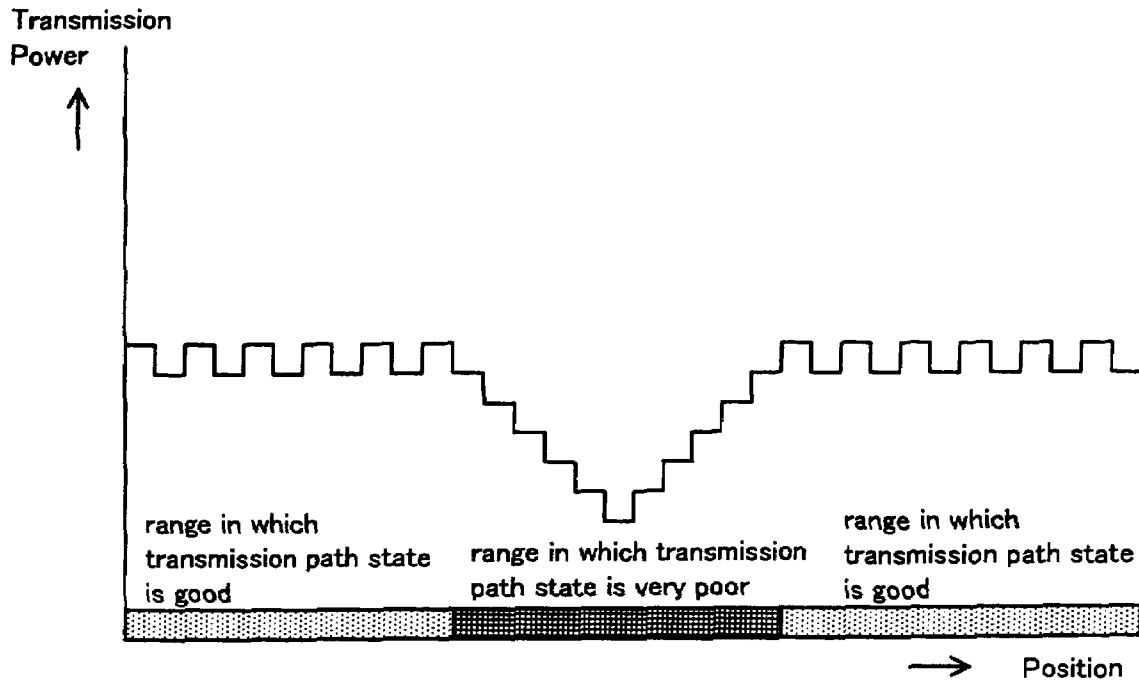 Transmission
Power
range in which
transmission path state
is good
range in which transmission
path state is very poor
range in which
transmission path state
is good
Position